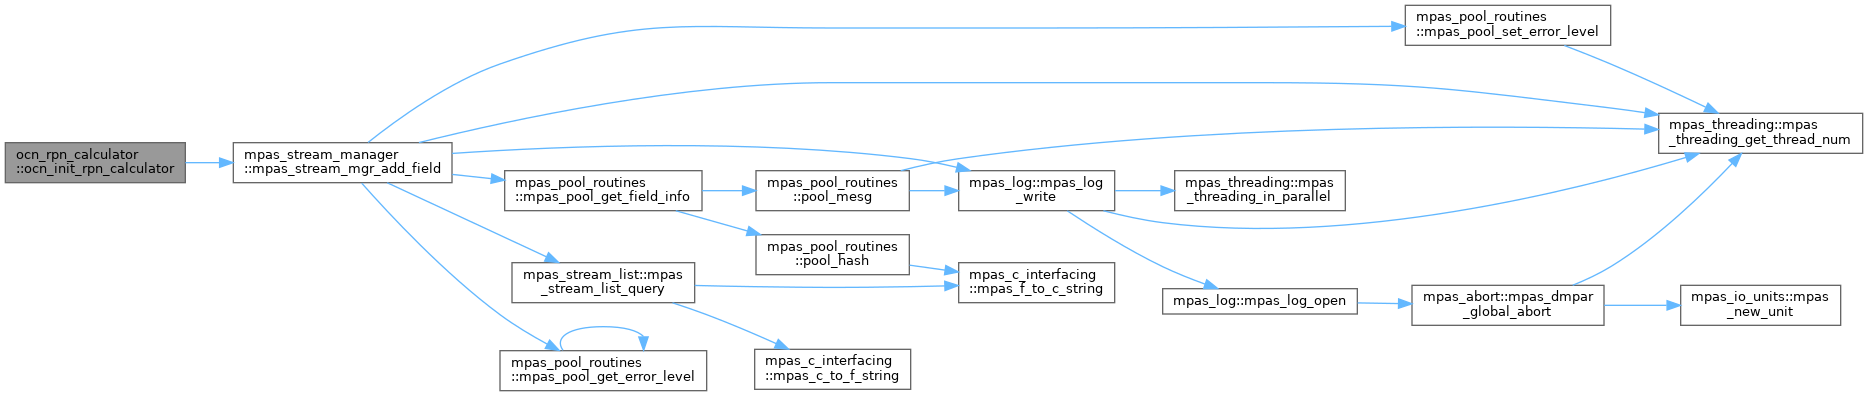 ocn_rpn_calculator
::ocn_init_rpn_calculator
mpas_stream_manager
::mpas_stream_mgr_add_field
mpas_pool_routines
::mpas_pool_set_error_level
mpas_threading::mpas
_threading_get_thread_num
mpas_pool_routines
::mpas_pool_get_field_info
mpas_pool_routines
::pool_mesg
mpas_log::mpas_log
_write
mpas_threading::mpas
_threading_in_parallel
mpas_pool_routines
::pool_hash
mpas_stream_list::mpas
_stream_list_query
mpas_c_interfacing
::mpas_f_to_c_string
mpas_log::mpas_log_open
mpas_abort::mpas_dmpar
_global_abort
mpas_io_units::mpas
_new_unit
mpas_pool_routines
::mpas_pool_get_error_level
mpas_c_interfacing
::mpas_c_to_f_string